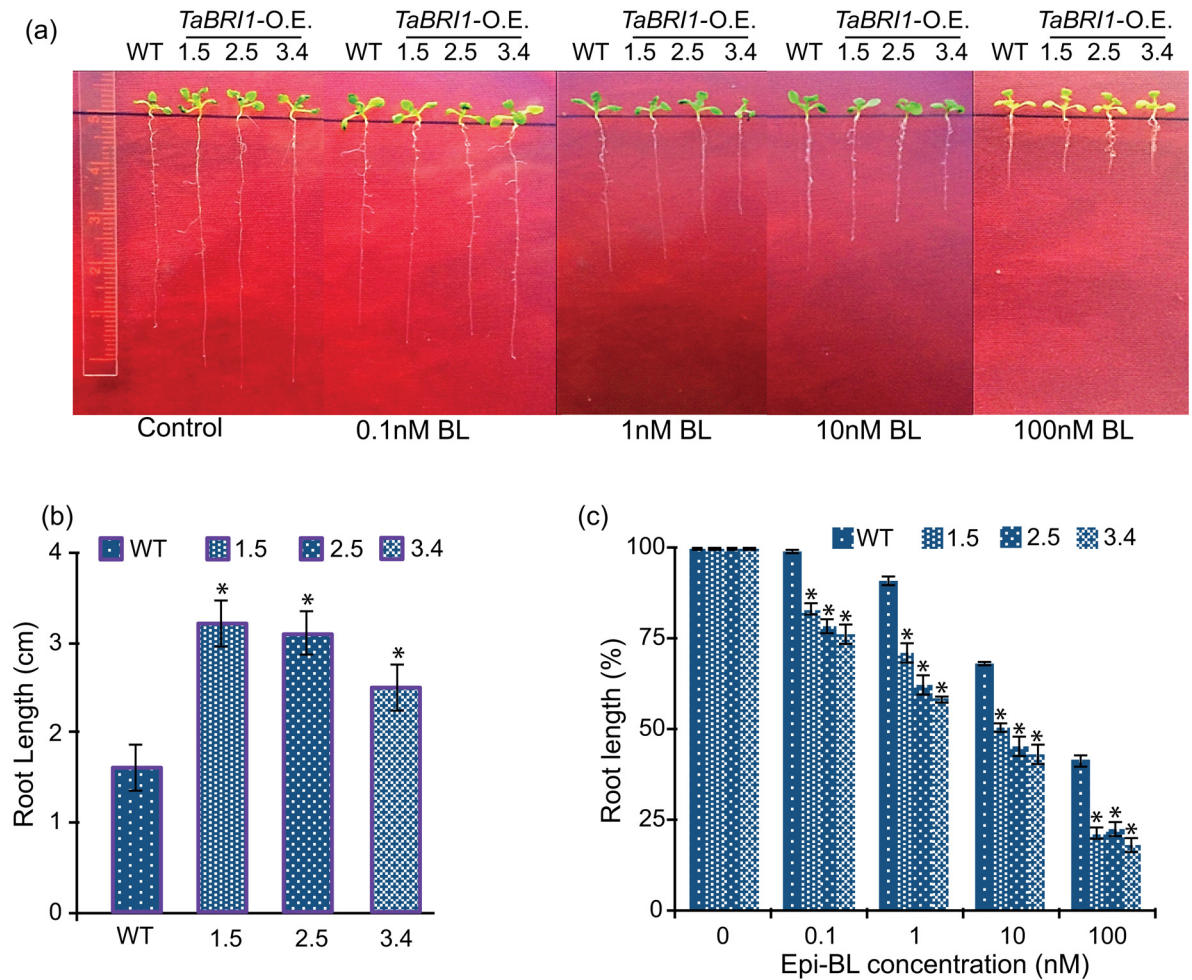 (a)
TaBRI1-O.E. TaBRI1-O.E. TaBRI1-O.E. TaBRI1-O.E. TaBRI1-O.E.
WT 1.5 2.5 3.4 WT 1.5 2.5 3.4 WT 1.5 2.5 3.4 WT 1.5 2.5 3.4 WT 1.5 2.5 3.4
5
4
3
2
1
Control 0.1nM BL 1nM BL 10nM BL 100nM BL
(b)
WT 1.5 2.5 3.4
Root Length (cm)
4
3
2
1
0
* * *
WT 1.5 2.5 3.4
(c)
WT 1.5 2.5 3.4
Root length (%)
100
75
50
25
0
* * *
* * *
* * *
* * *
0 0.1 1 10 100
Epi-BL concentration (nM)